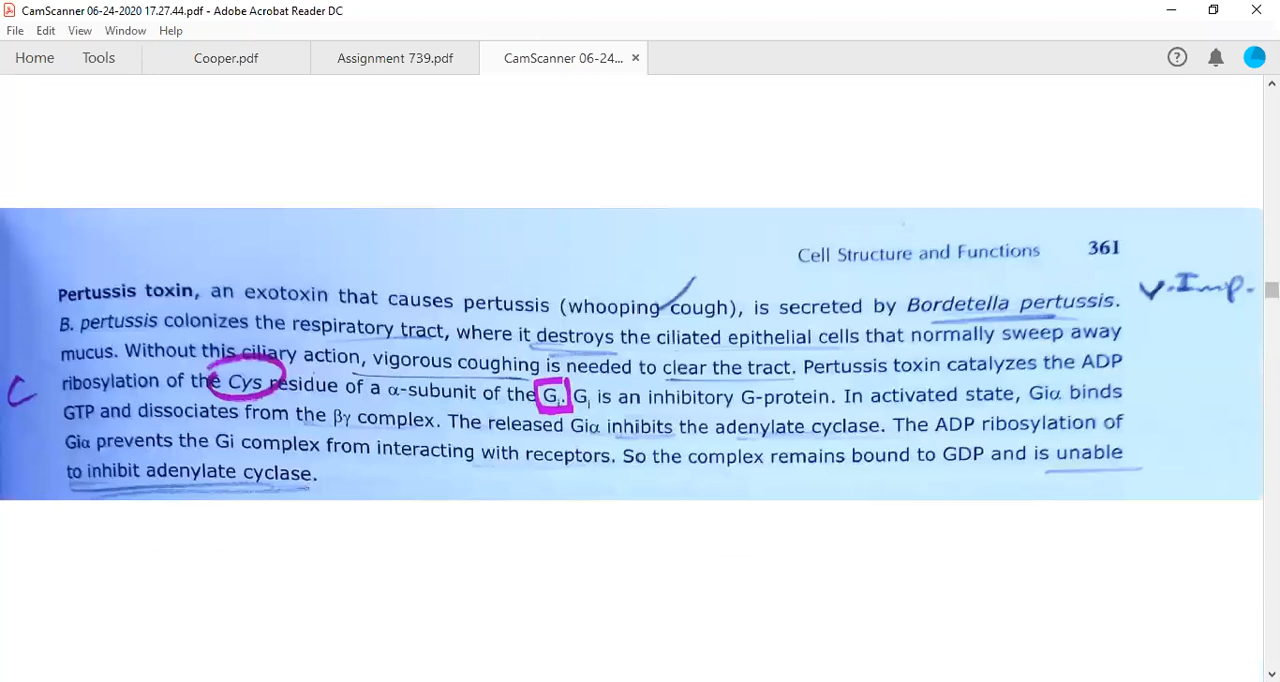 CamScanner 06-24-2020 17.27.44.pdf - Adobe Acrobat Reader DC
File Edit View Window Help
Home Tools Cooper.pdf Assignment 739.pdf CamScanner 06-24... ×
Cell Structure and Functions 361
V.Imp.
Pertussis toxin, an exotoxin that causes pertussis (whooping cough), is secreted by Bordetella pertussis.
B. pertussis colonizes the respiratory tract, where it destroys the ciliated epithelial cells that normally sweep away
mucus. Without this ciliary action, vigorous coughing is needed to clear the tract. Pertussis toxin catalyzes the ADP
C
ribosylation of the Cys residue of a α-subunit of the Gi. Gi is an inhibitory G-protein. In activated state, Giα binds
GTP and dissociates from the βγ complex. The released Giα inhibits the adenylate cyclase. The ADP ribosylation of
Giα prevents the Gi complex from interacting with receptors. So the complex remains bound to GDP and is unable
to inhibit adenylate cyclase.